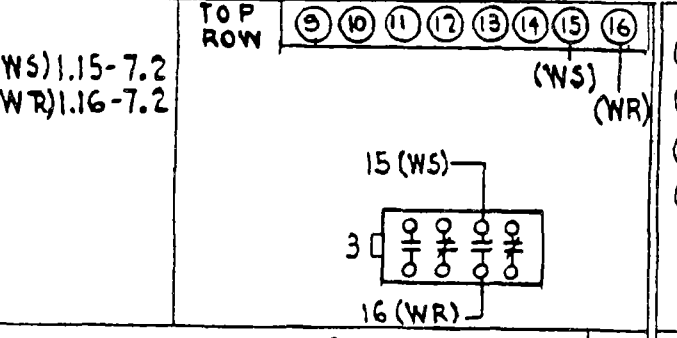 TOP
ROW
9 10 11 12 13 14 15 16
WS)1.15-7.2
WR)1.16-7.2
(WS)
(WR)
15 (WS)
3
16 (WR)